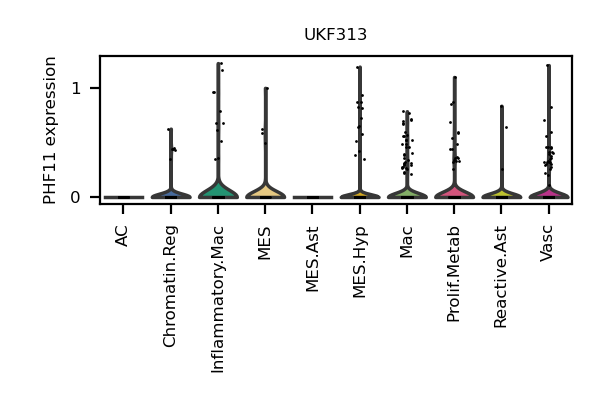 UKF313
PHF11 expression
1
0
AC
Chromatin.Reg
Inflammatory.Mac
MES
MES.Ast
MES.Hyp
Mac
Prolif.Metab
Reactive.Ast
Vasc